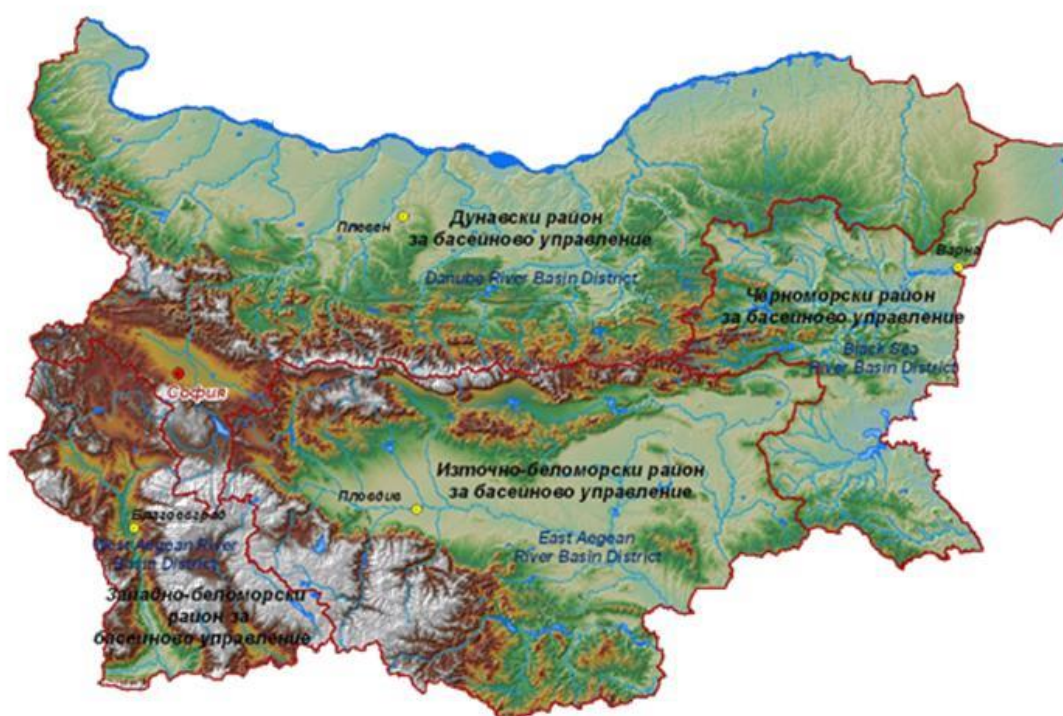 Плевен
Дунавски район
за басейново управление
Danube River Basin District
Варна
Черноморски район
за басейново управление
Black Sea
River Basin District
София
Източно-беломорски район
за басейново управление
Пловдив
East Aegean
River Basin District
Благоевград
West Aegean River
Basin District
Западно-беломорски
район за
басейново управление